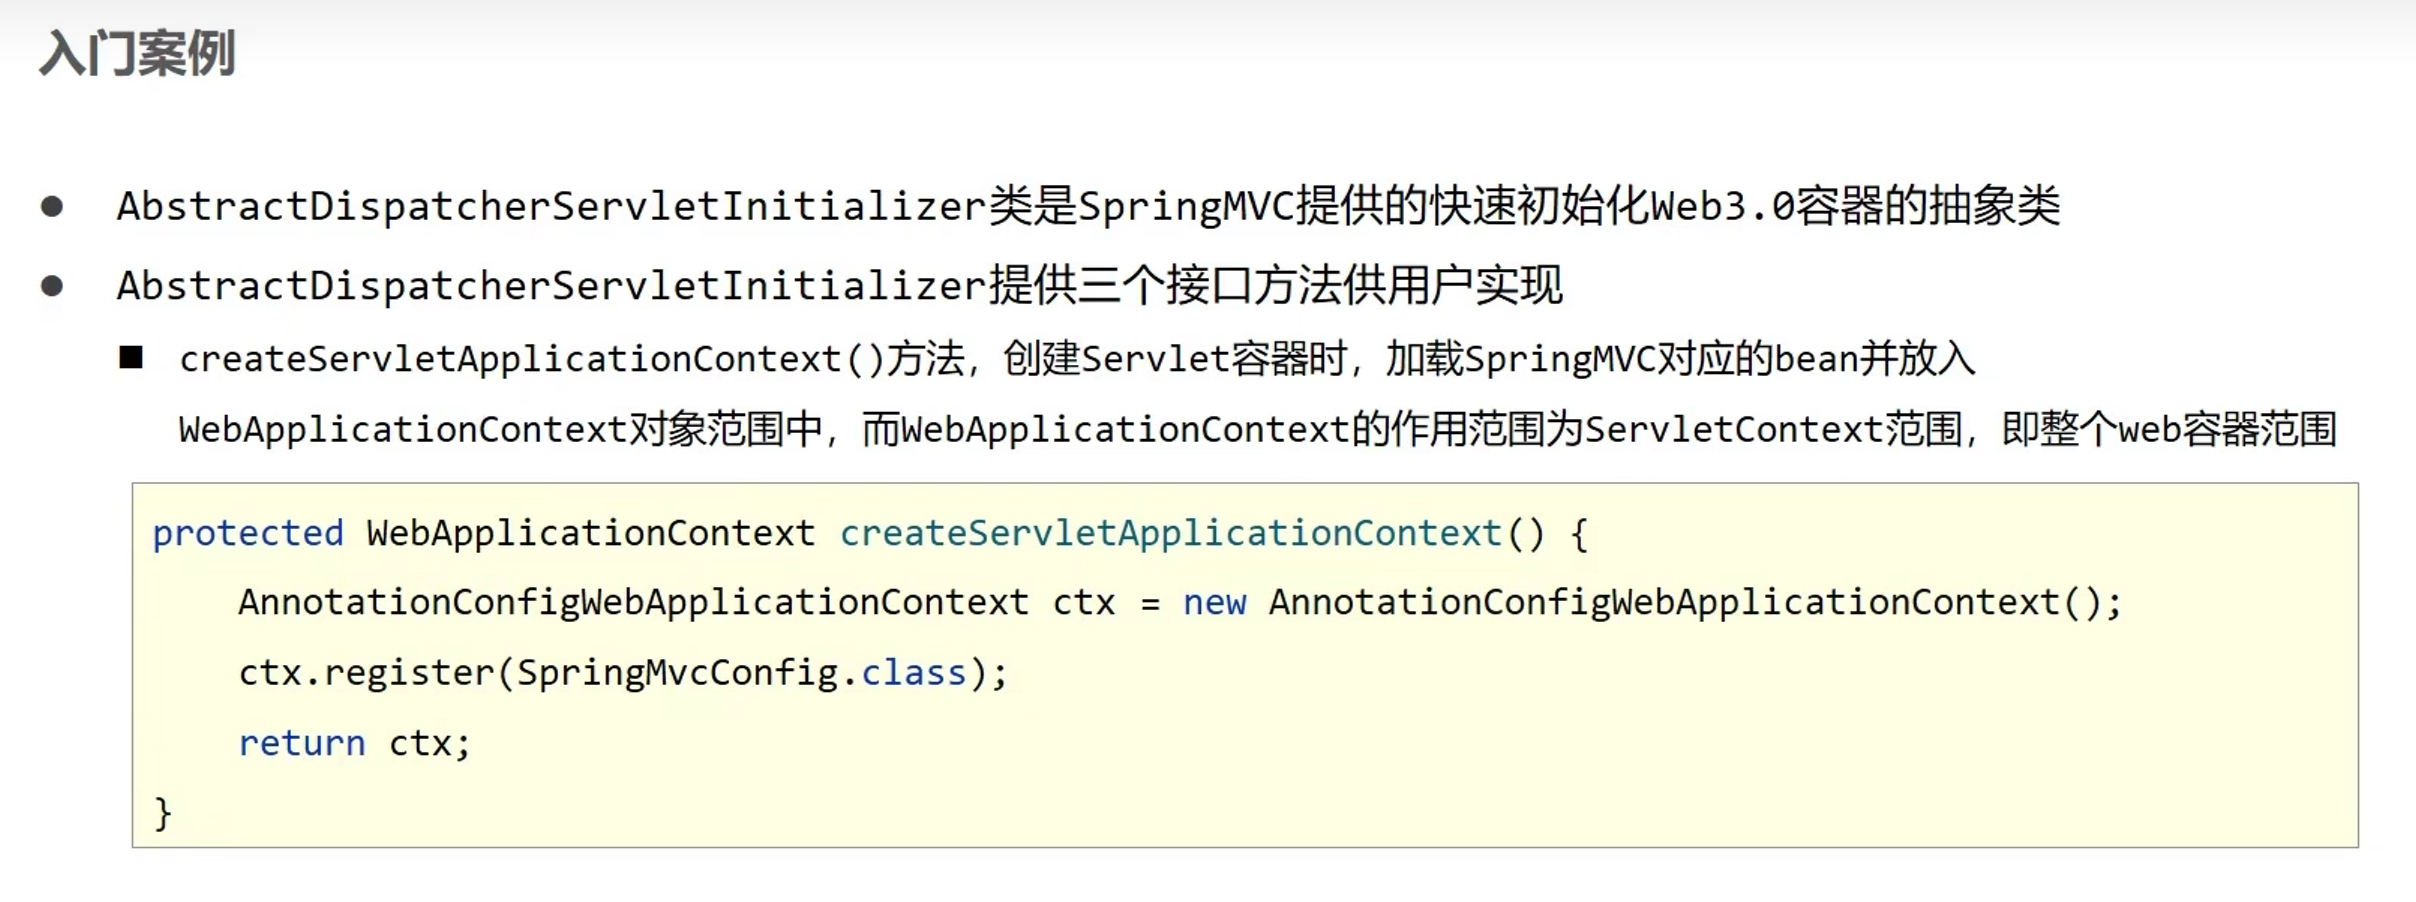 入门案例
● AbstractDispatcherServletInitializer类是SpringMVC提供的快速初始化Web3.0容器的抽象类
● AbstractDispatcherServletInitializer提供三个接口方法供用户实现
■ createServletApplicationContext()方法，创建Servlet容器时，加载SpringMVC对应的bean并放入
WebApplicationContext对象范围中，而WebApplicationContext的作用范围为ServletContext范围，即整个web容器范围
protected WebApplicationContext createServletApplicationContext() {
    AnnotationConfigWebApplicationContext ctx = new AnnotationConfigWebApplicationContext();
    ctx.register(SpringMvcConfig.class);
    return ctx;
}